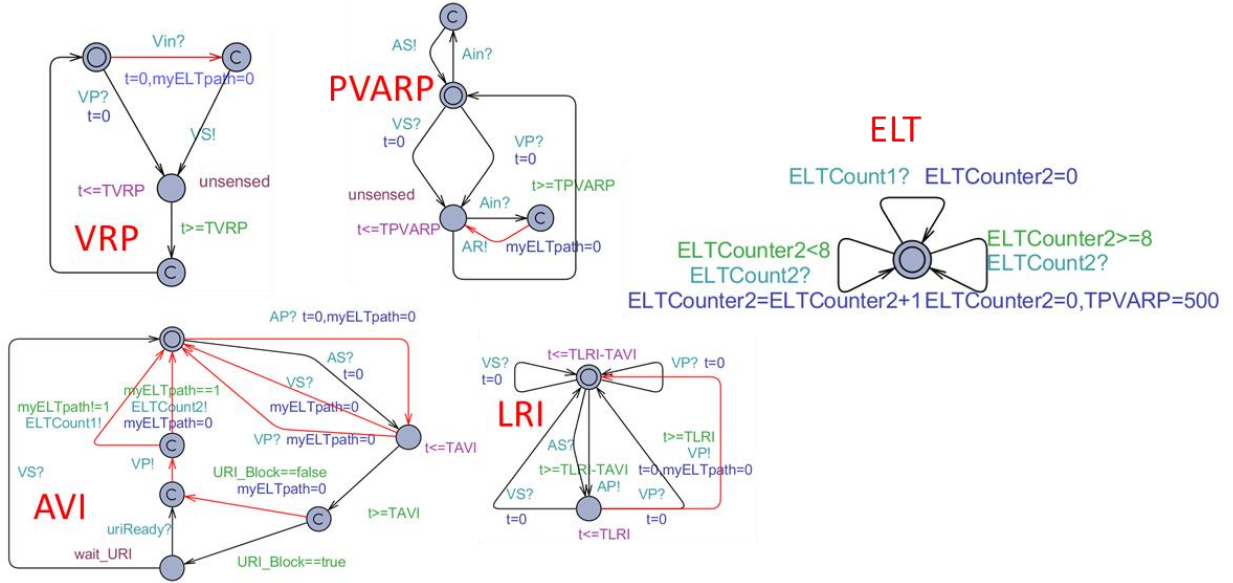 Vin?
C
t=0,myELTpath=0
VP?
t=0
VS!
t<=TVRP
unsensed
t>=TVRP
VRP
C
C
AS!
Ain?
PVARP
VS?
t=0
VP?
t=0
t>=TPVARP
unsensed
t<=TPVARP
Ain?
C
AR!
myELTpath=0
ELT
ELTCount1? ELTCounter2=0
ELTCounter2<8
ELTCount2?
ELTCounter2=ELTCounter2+1
ELTCounter2>=8
ELTCount2?
ELTCounter2=0,TPVARP=500
AP? t=0,myELTpath=0
AS?
t=0
VS?
myELTpath=0
VP? myELTpath=0
t<=TAVI
myELTpath!=1
ELTCount1!
myELTpath==1
ELTCount2!
myELTpath=0
C
VP!
C
VS?
AVI
URI_Block==false
myELTpath=0
C
t>=TAVI
uriReady?
wait_URI
URI_Block==true
t<=TLRI-TAVI
VS?
t=0
VP? t=0
LRI
AS?
t>=TLRI-TAVI
AP!
t>=TLRI
VP!
t=0,myELTpath=0
VS?
t=0
VP?
t=0
t<=TLRI